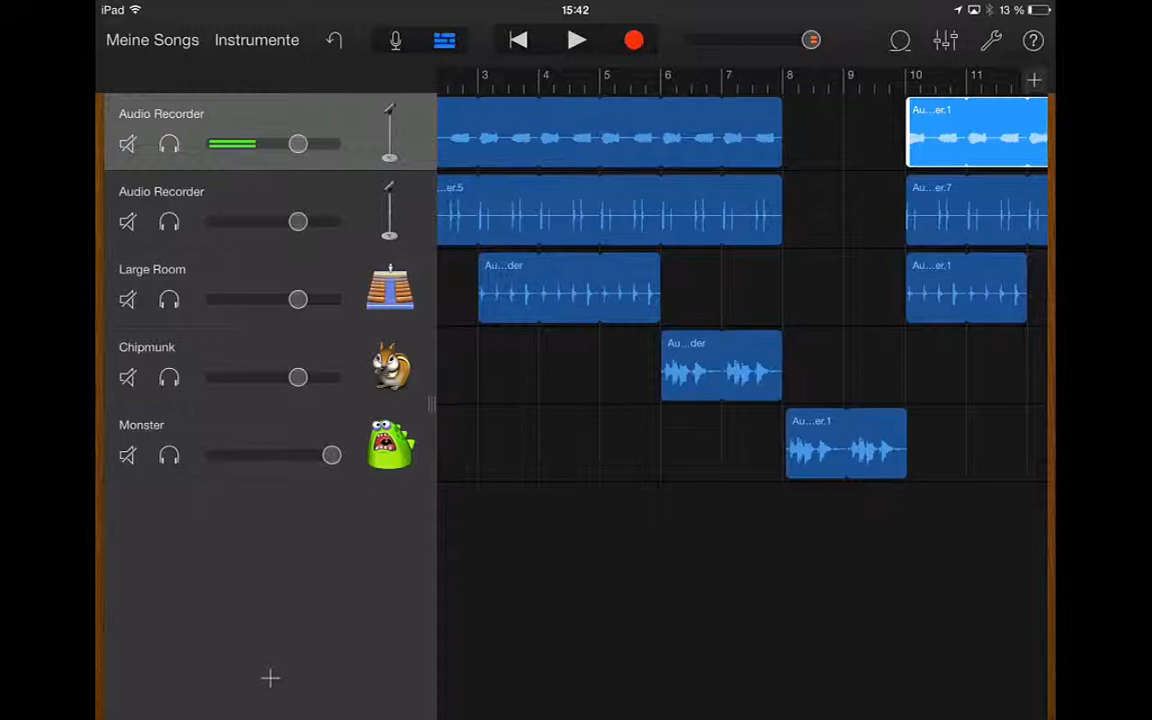 iPad 15:42 13 %
Meine Songs Instrumente
3 4 5 6 7 8 9 10 11
Audio Recorder
Au...er.1
Audio Recorder
...er.5
Au...er.7
Large Room
Au...der
Au...er.1
Chipmunk
Au...der
Monster
Au...er.1